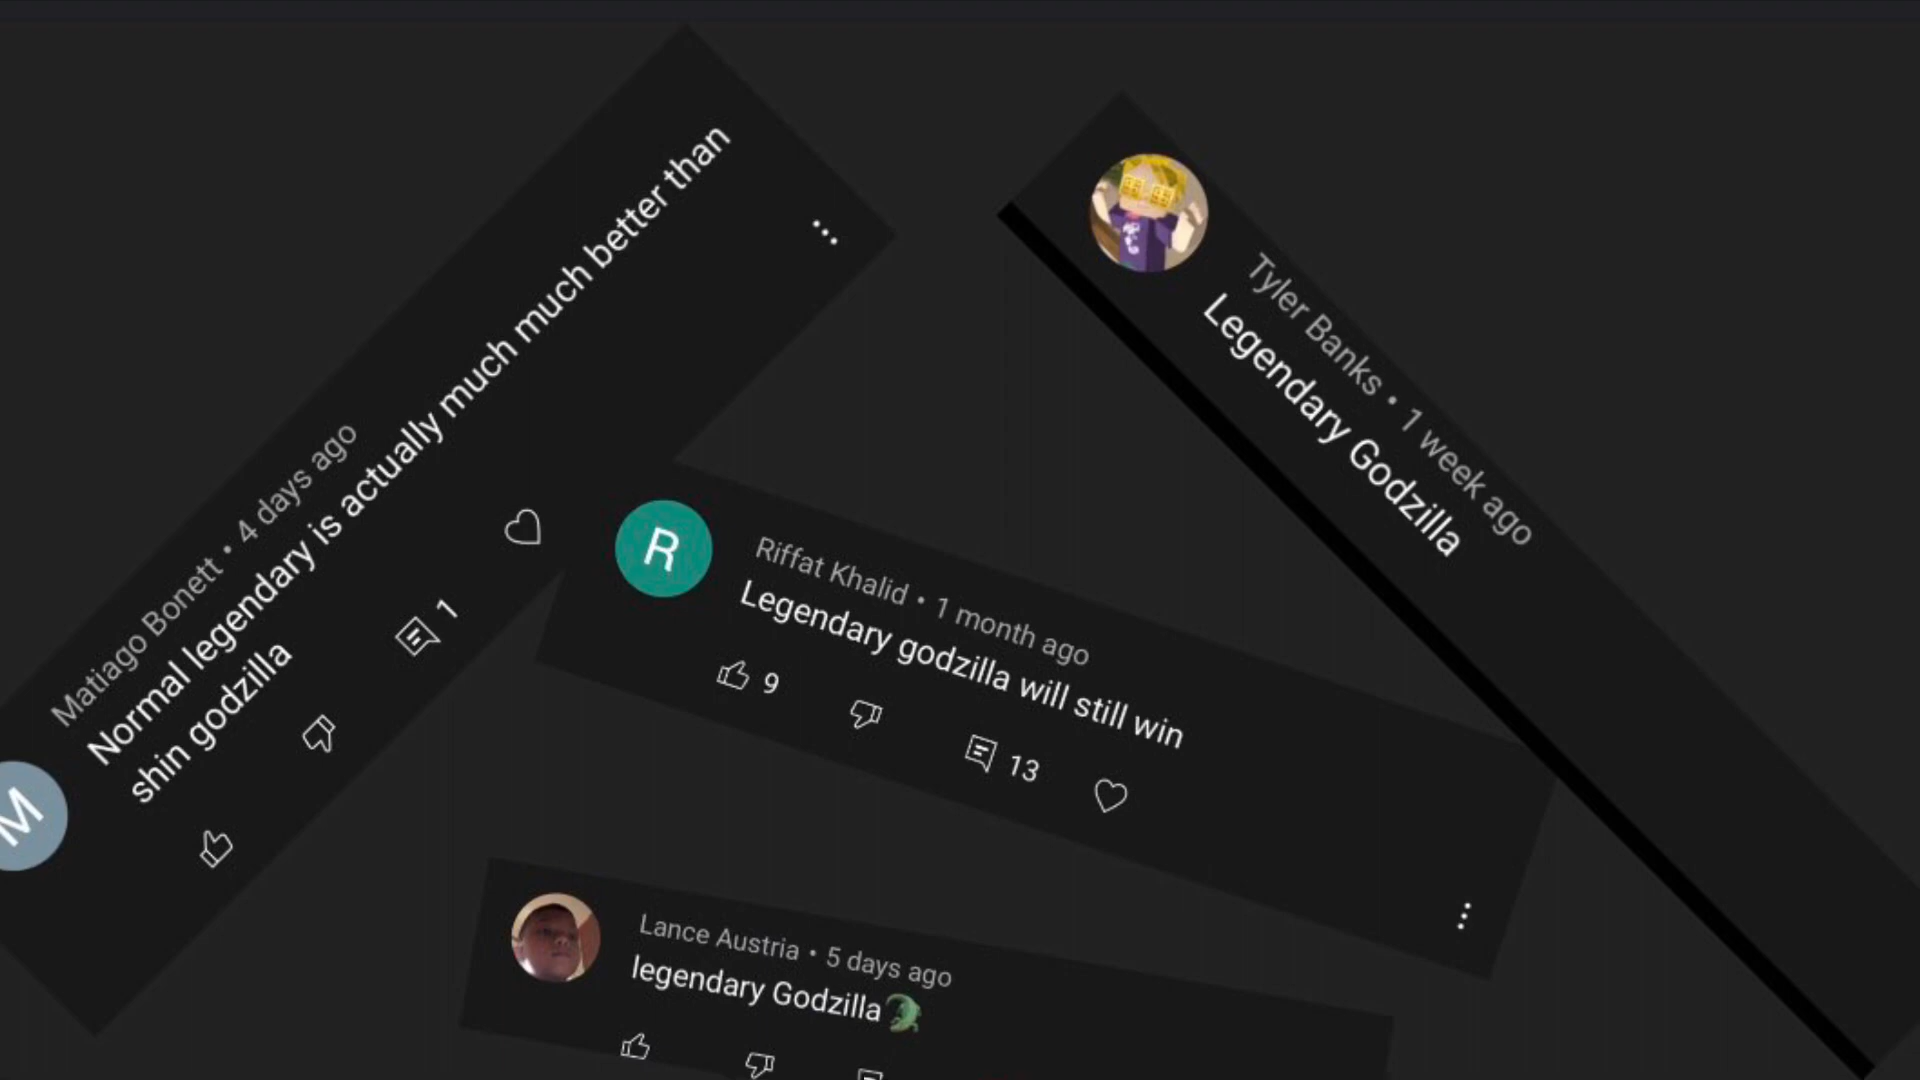 Matiago Bonett • 4 days ago
Normal legendary is actually much much better than
shin godzilla
1
M
Tyler Banks • 1 week ago
Legendary Godzilla
R
Riffat Khalid • 1 month ago
Legendary godzilla will still win
9
13
Lance Austria • 5 days ago
legendary Godzilla🐊